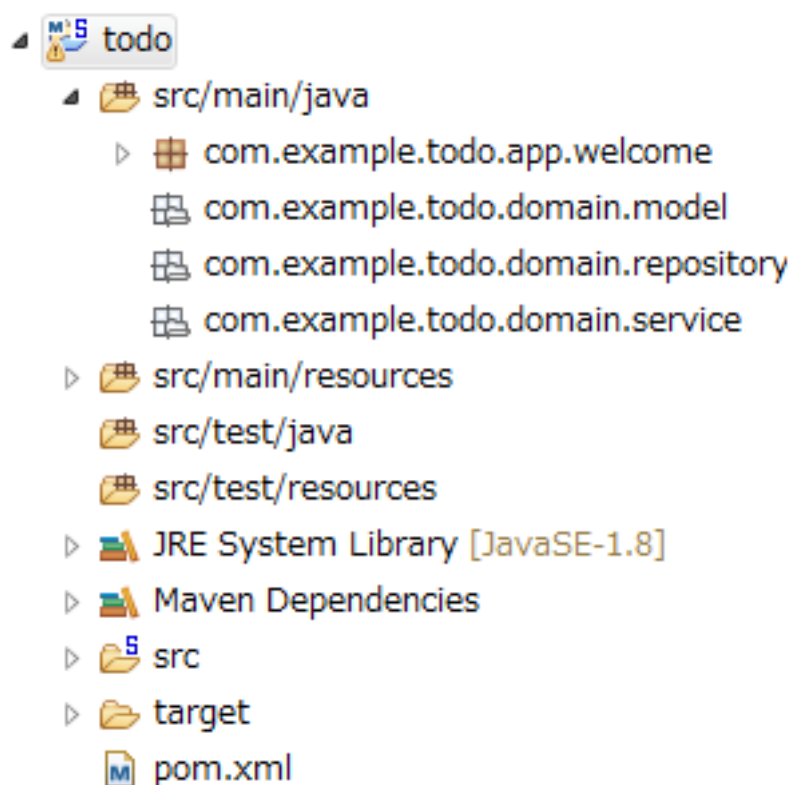 todo
src/main/java
com.example.todo.app.welcome
com.example.todo.domain.model
com.example.todo.domain.repository
com.example.todo.domain.service
src/main/resources
src/test/java
src/test/resources
JRE System Library [JavaSE-1.8]
Maven Dependencies
src
target
pom.xml